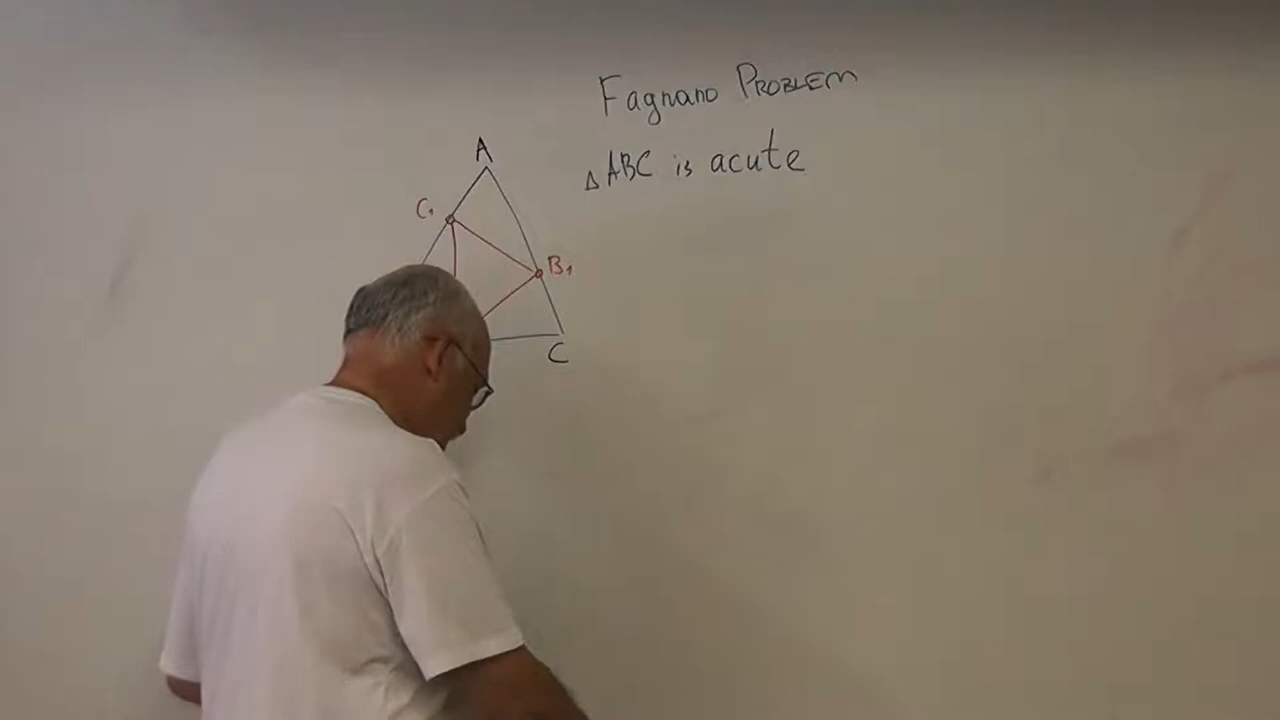 Fagnano PROBLEM
A
△ABC is acute
C₁
B₁
C